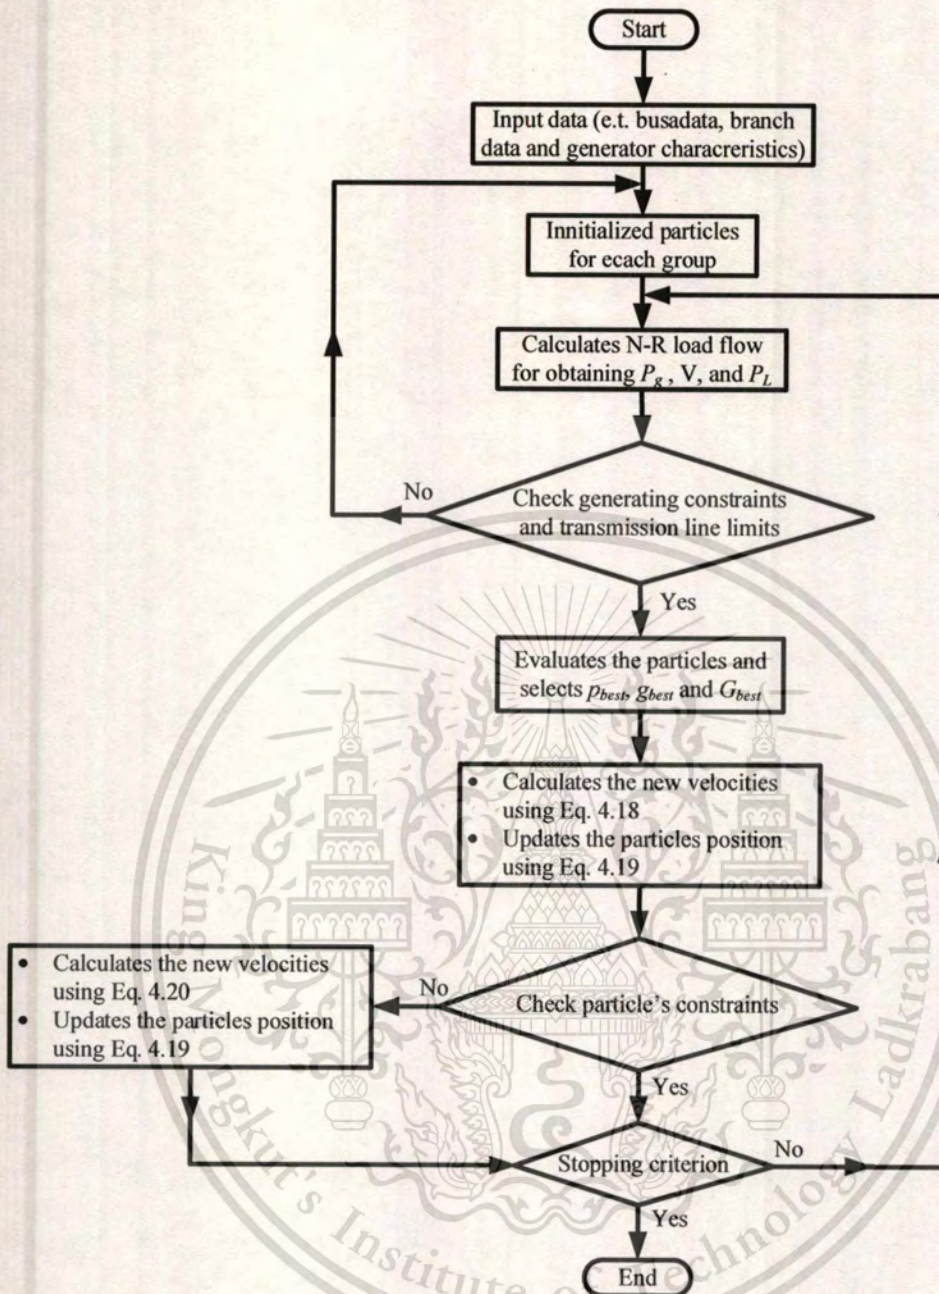 Start
Input data (e.t. busadata, branch
data and generator characreristics)
Innitialized particles
for ecach group
Calculates N-R load flow
for obtaining Pg , V, and PL
No
Check generating constraints
and transmission line limits
Yes
Evaluates the particles and
selects pbest, gbest and Gbest
• Calculates the new velocities
using Eq. 4.18
• Updates the particles position
using Eq. 4.19
• Calculates the new velocities
using Eq. 4.20
• Updates the particles position
using Eq. 4.19
No
Check particle's constraints
Yes
Stopping criterion
No
Yes
End
King Mongkut's Institute of Technology Ladkrabang